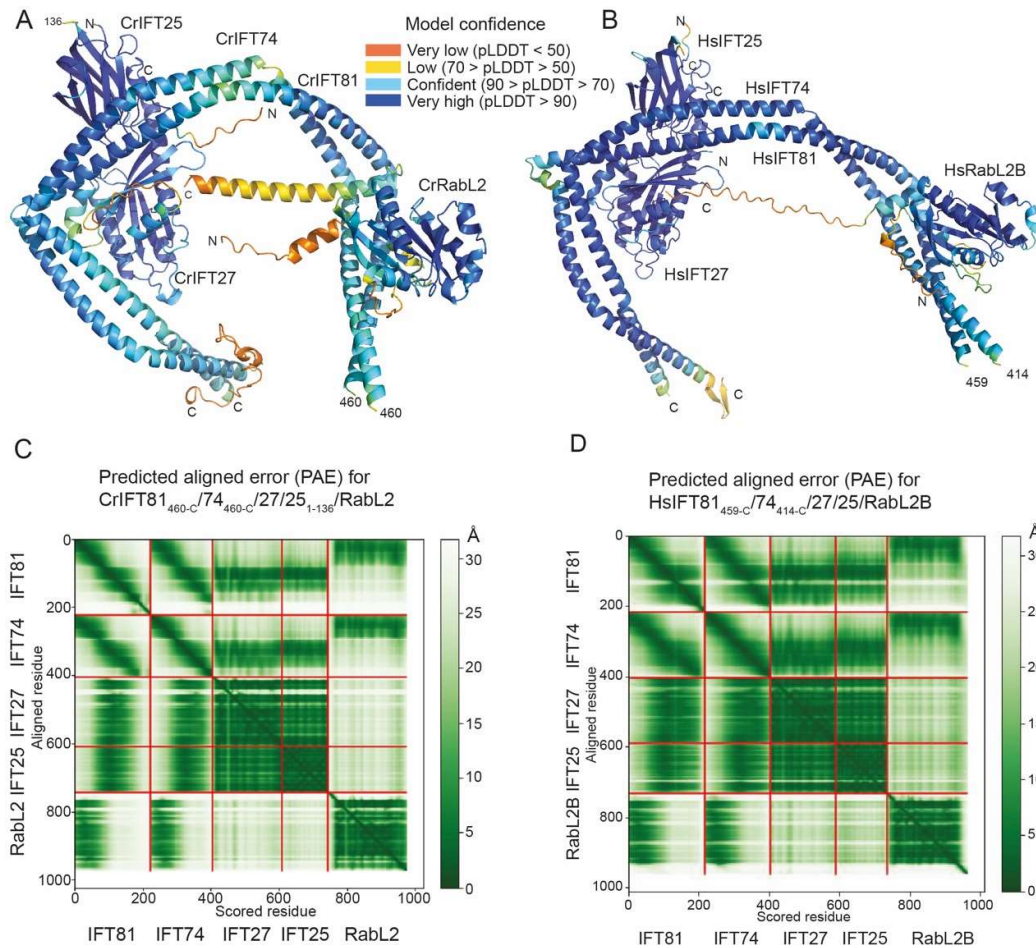 A
136
N
CrIFT25
C
CrIFT74
CrIFT81
N
C
N
CrIFT27
CrRabL2
C
C
460
460
Model confidence
Very low (pLDDT < 50)
Low (70 > pLDDT > 50)
Confident (90 > pLDDT > 70)
Very high (pLDDT > 90)
B
N
HsIFT25
C
C
HsIFT74
N
HsIFT81
C
HsIFT27
HsRabL2B
N
C
C
459
414
C
Predicted aligned error (PAE) for
CrIFT81460-C/74460-C/27/251-136/RabL2
Å
0
200
400
600
800
1000
IFT81
IFT74
IFT27
IFT25
RabL2
Aligned residue
0 200 400 600 800 1000
Scored residue
IFT81 IFT74 IFT27 IFT25 RabL2
30
25
20
15
10
5
0
D
Predicted aligned error (PAE) for
HsIFT81459-C/74414-C/27/25/RabL2B
Å
0
200
400
600
800
1000
IFT81
IFT74
IFT27
IFT25
RabL2B
Aligned residue
0 200 400 600 800 1000
Scored residue
IFT81 IFT74 IFT27 IFT25 RabL2B